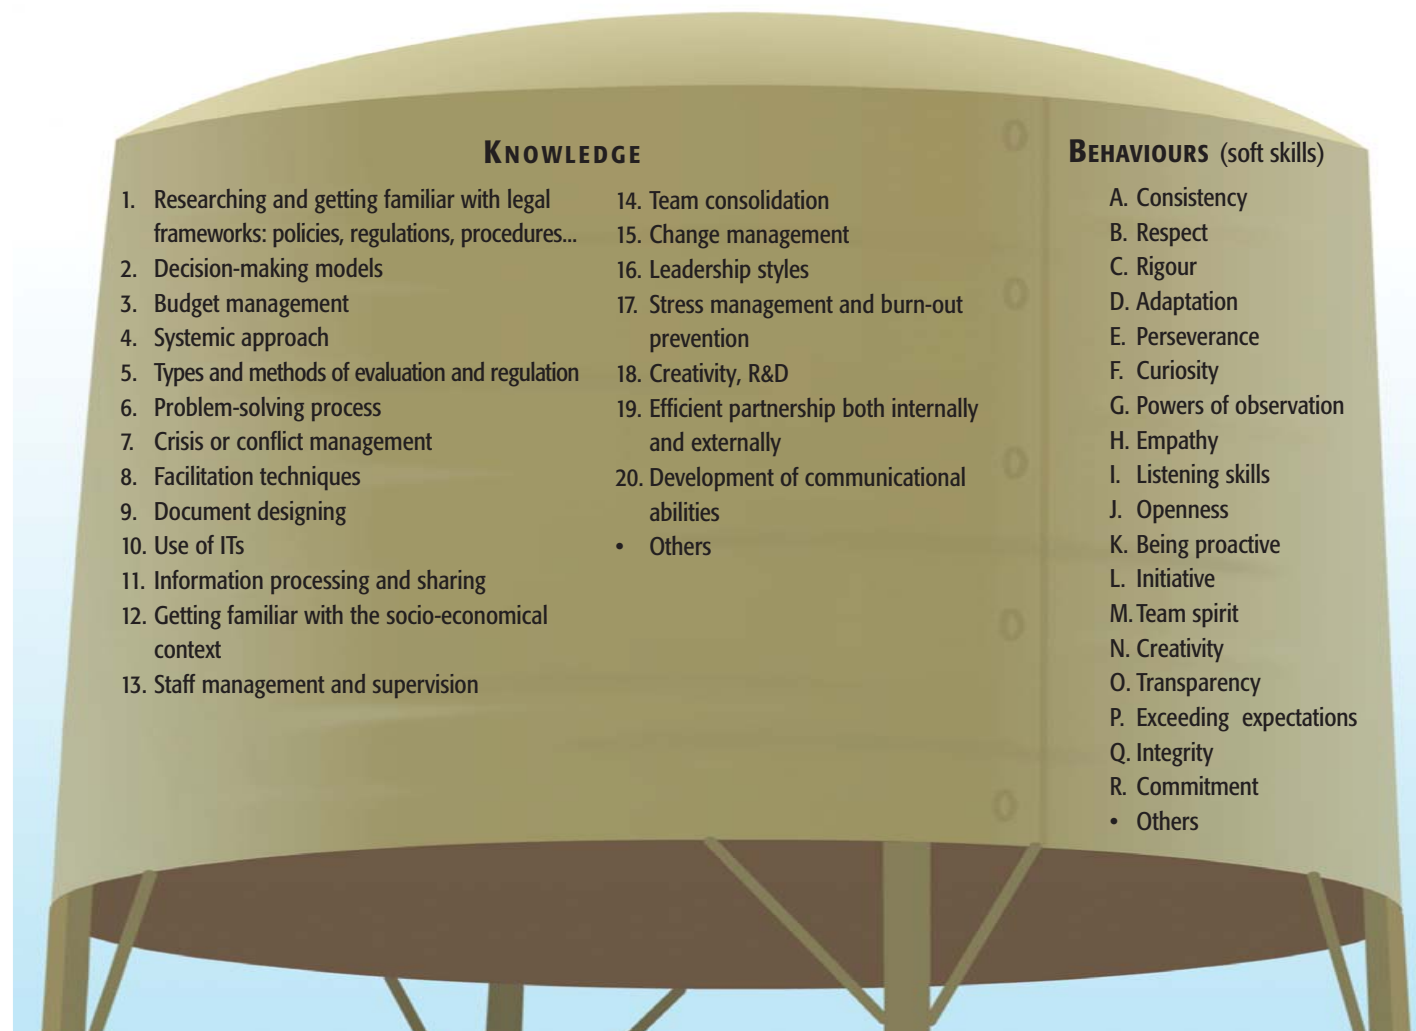 KNOWLEDGE
1. Researching and getting familiar with legal
frameworks: policies, regulations, procedures...
2. Decision-making models
3. Budget management
4. Systemic approach
5. Types and methods of evaluation and regulation
6. Problem-solving process
7. Crisis or conflict management
8. Facilitation techniques
9. Document designing
10. Use of ITs
11. Information processing and sharing
12. Getting familiar with the socio-economical
context
13. Staff management and supervision
14. Team consolidation
15. Change management
16. Leadership styles
17. Stress management and burn-out
prevention
18. Creativity, R&D
19. Efficient partnership both internally
and externally
20. Development of communicational
abilities
• Others
BEHAVIOURS (soft skills)
A. Consistency
B. Respect
C. Rigour
D. Adaptation
E. Perseverance
F. Curiosity
G. Powers of observation
H. Empathy
I. Listening skills
J. Openness
K. Being proactive
L. Initiative
M. Team spirit
N. Creativity
O. Transparency
P. Exceeding expectations
Q. Integrity
R. Commitment
• Others